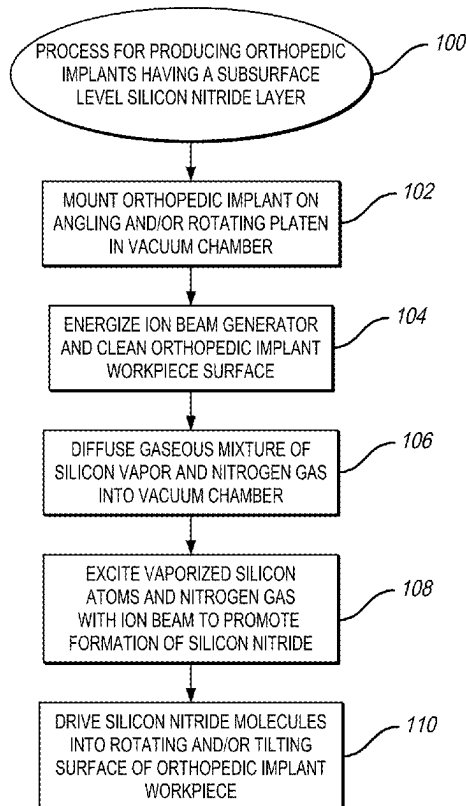 PROCESS FOR PRODUCING ORTHOPEDIC
IMPLANTS HAVING A SUBSURFACE
LEVEL SILICON NITRIDE LAYER
100
MOUNT ORTHOPEDIC IMPLANT ON
ANGLING AND/OR ROTATING PLATEN
IN VACUUM CHAMBER
102
ENERGIZE ION BEAM GENERATOR
AND CLEAN ORTHOPEDIC IMPLANT
WORKPIECE SURFACE
104
DIFFUSE GASEOUS MIXTURE OF
SILICON VAPOR AND NITROGEN GAS
INTO VACUUM CHAMBER
106
EXCITE VAPORIZED SILICON
ATOMS AND NITROGEN GAS
WITH ION BEAM TO PROMOTE
FORMATION OF SILICON NITRIDE
108
DRIVE SILICON NITRIDE MOLECULES
INTO ROTATING AND/OR TILTING
SURFACE OF ORTHOPEDIC IMPLANT
WORKPIECE
110